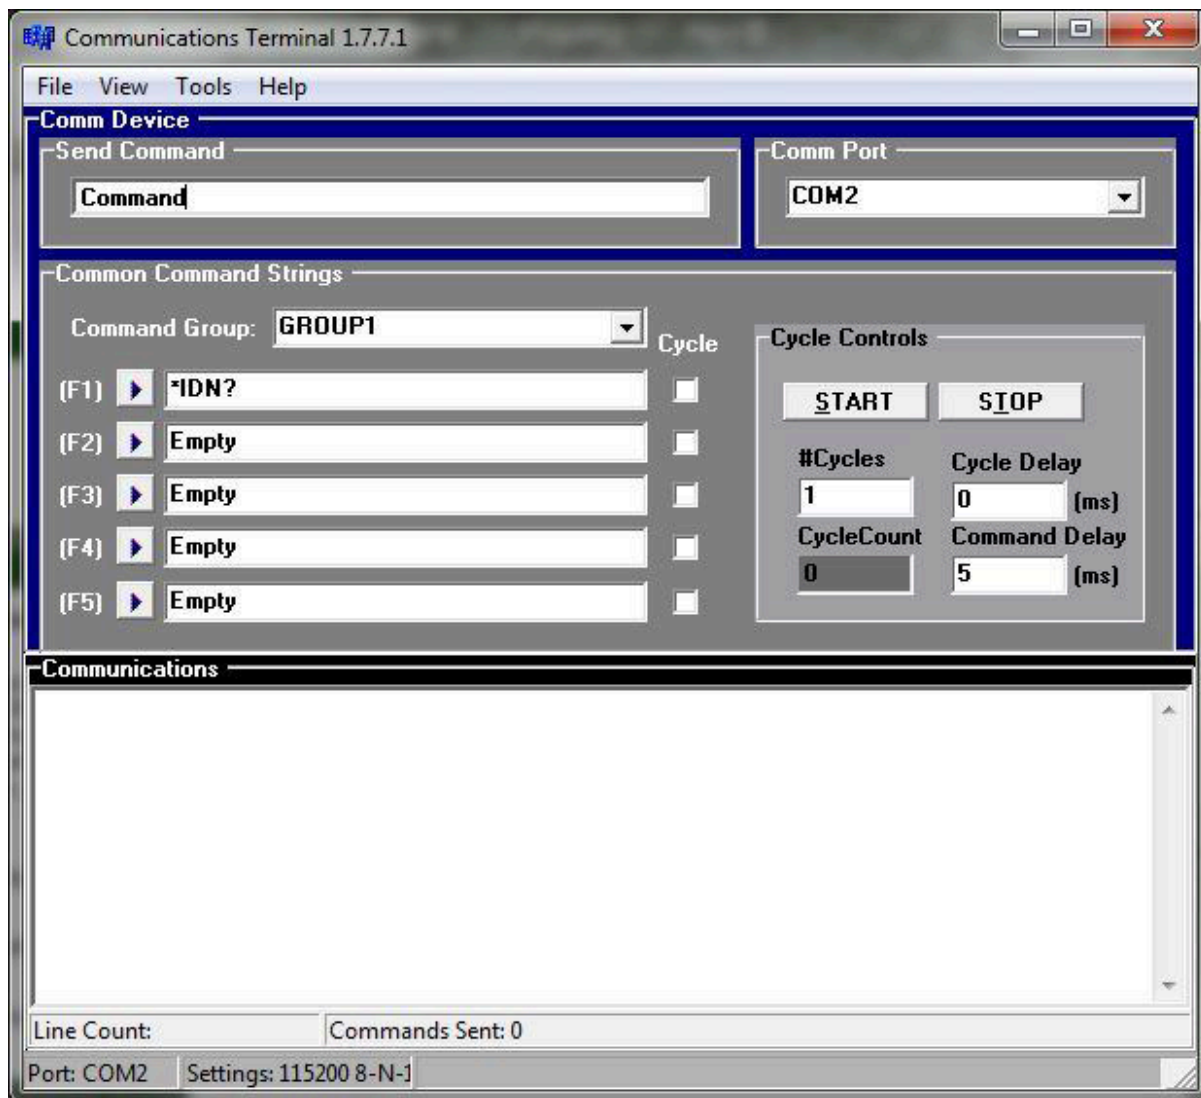 Communications Terminal 1.7.7.1
File View Tools Help
Comm Device
Send Command
Command
Comm Port
COM2
Common Command Strings
Command Group: GROUP1
Cycle
(F1) *IDN?
(F2) Empty
(F3) Empty
(F4) Empty
(F5) Empty
Cycle Controls
START STOP
#Cycles Cycle Delay
1 0 (ms)
CycleCount Command Delay
0 5 (ms)
Communications
Line Count: Commands Sent: 0
Port: COM2 Settings: 115200 8-N-1